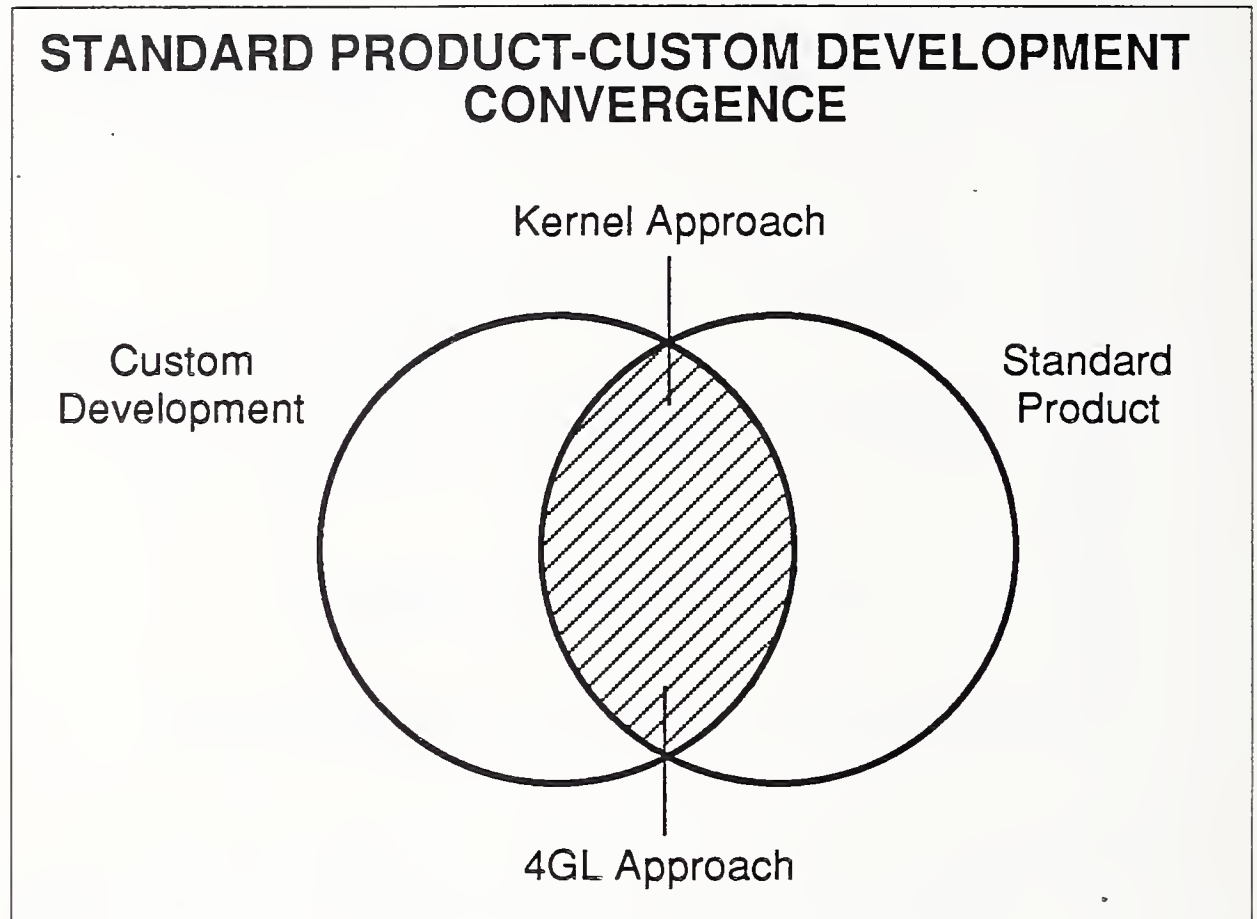 STANDARD PRODUCT-CUSTOM DEVELOPMENT
CONVERGENCE
Kernel Approach
Custom
Development
Standard
Product
4GL Approach